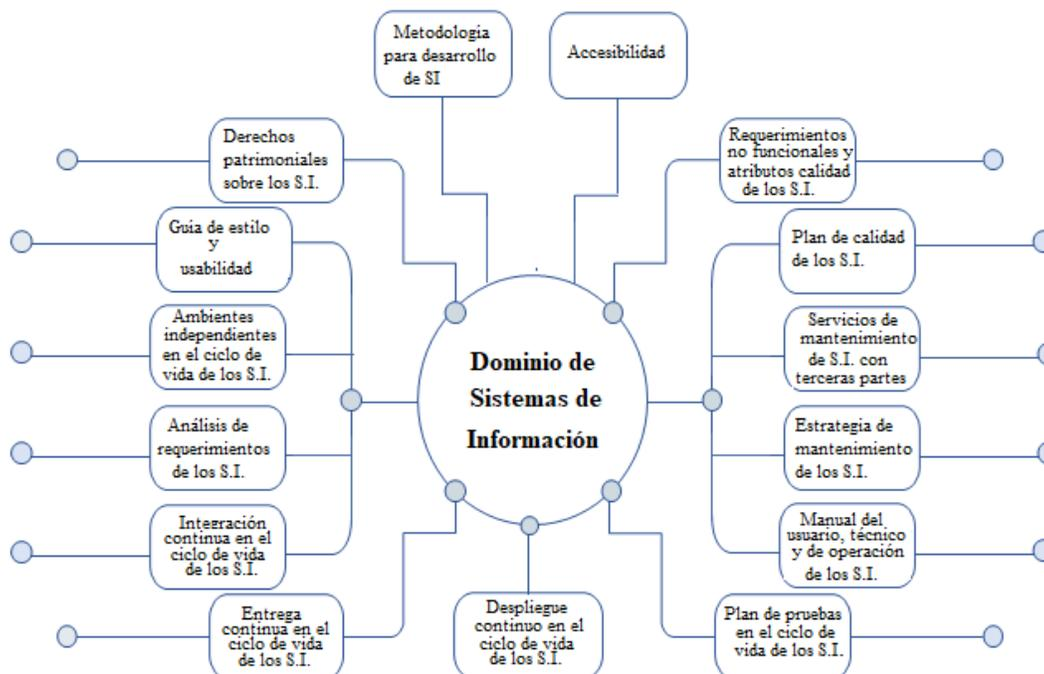 Metodologia
para desarrollo
de SI
Accesibilidad
Derechos
patrimoniales
sobre los S.I.
Requerimientos
no funcionales y
atributos calidad
de los S.I.
Guia de estilo
y
usabilidad
Plan de calidad
de los S.I.
Ambientes
independientes
en el ciclo de
vida de los S.I.
Servicios de
mantenimiento
de S.I. con
terceras partes
Dominio de
Sistemas de
Información
Análisis de
requerimientos
de los S.I.
Estrategia de
mantenimiento
de los S.I.
Integración
continua en el
ciclo de vida
de los S.I.
Manual del
usuario, técnico
y de operación
de los S.I.
Entrega
continua en el
ciclo de vida
de los S.I.
Despliegue
continuo en el
ciclo de vida
de los S.I.
Plan de pruebas
en el ciclo de
vida de los S.I.